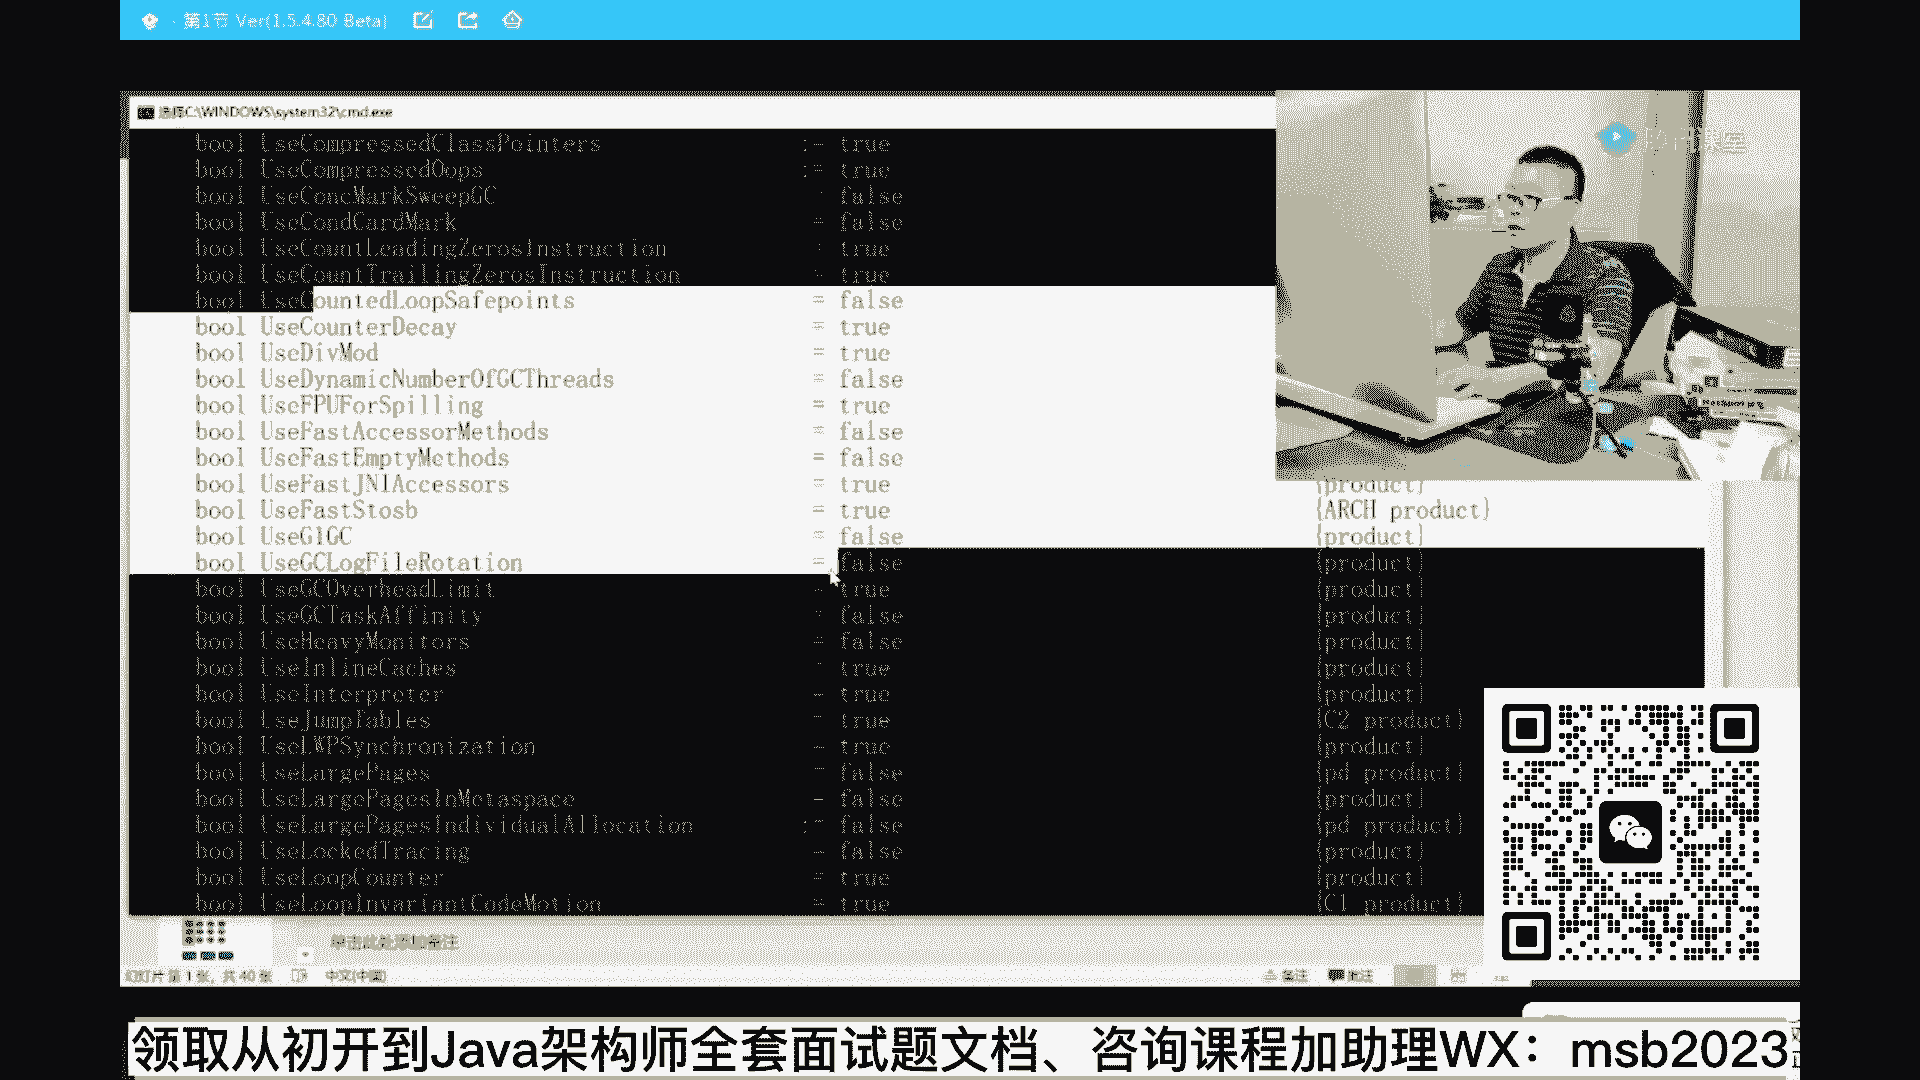 · 第1节 Ver(1.5.4.80 Beta)
C:\WINDOWS\system32\cmd.exe
bool UseCompressedClassPointers := true
bool UseCompressedOops := true
bool UseConcMarkSweepGC = false
bool UseCondCardMark = false
bool UseCountLeadingZerosInstruction = true
bool UseCountTrailingZerosInstruction = true
bool UseCountedLoopSafepoints = false
bool UseCounterDecay = true
bool UseDivMod = true
bool UseDynamicNumberOfGCThreads = false
bool UseFPUForSpilling = true
bool UseFastAccessorMethods = false
bool UseFastEmptyMethods = false
bool UseFastJNIAccessors = true {product}
bool UseFastStosb = true {ARCH product}
bool UseG1GC = false {product}
bool UseGCLogFileRotation = false {product}
bool UseGCOverheadLimit = true {product}
bool UseGCTaskAffinity = false {product}
bool UseHeavyMonitors = false {product}
bool UseInlineCaches = true {product}
bool UseInterpreter = true {product}
bool UseJumpTables = true {C2 product}
bool UseLWPSynchronization = true {product}
bool UseLargePages = false {pd product}
bool UseLargePagesInMetaspace = false {product}
bool UseLargePagesIndividualAllocation := false {pd product}
bool UseLockedTracing = false {product}
bool UseLoopCounter = true {product}
bool UseLoopInvariantCodeMotion = true {C1 product}
单击此处添加备注
幻灯片 第 1 张, 共 40 张 中文(中国) 备注 批注
领取从初开到Java架构师全套面试题文档、咨询课程加助理WX：msb2023